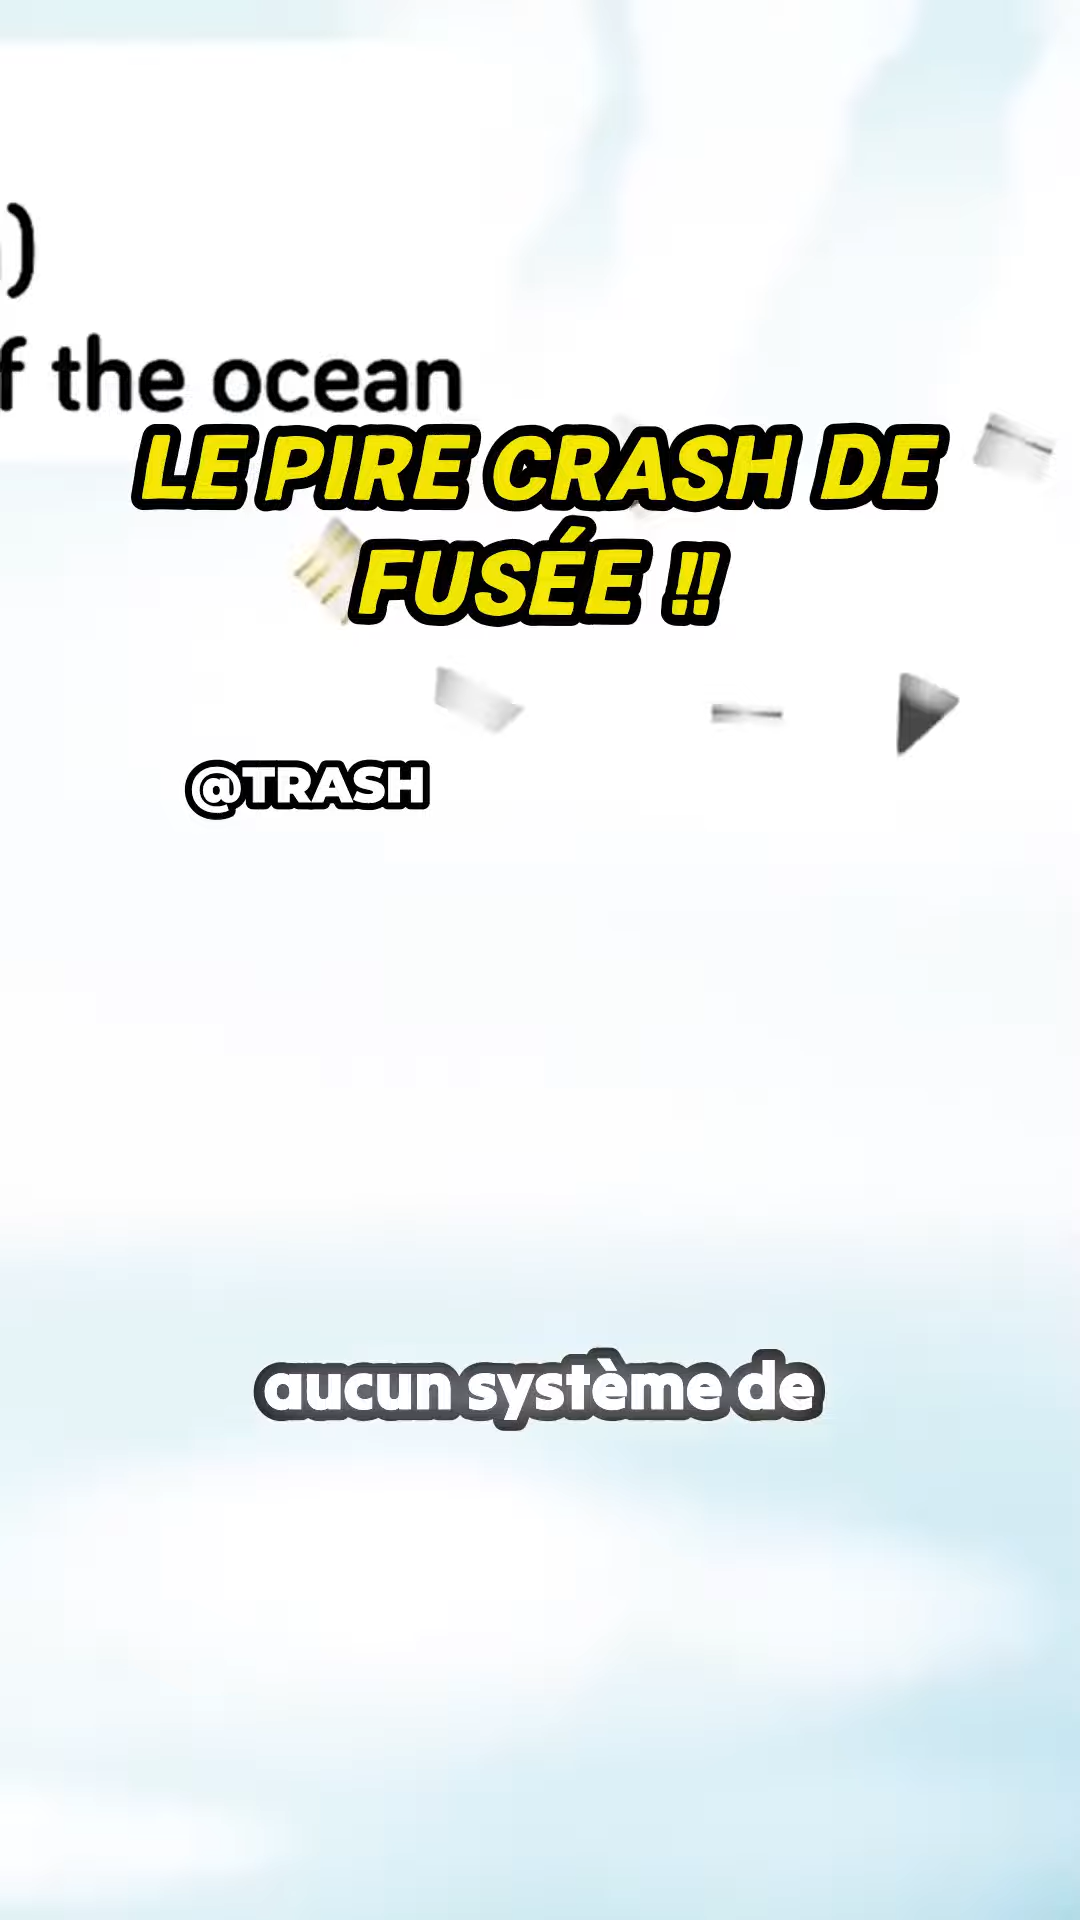 )
f the ocean
LE PIRE CRASH DE
FUSÉE !!
@TRASH
aucun système de